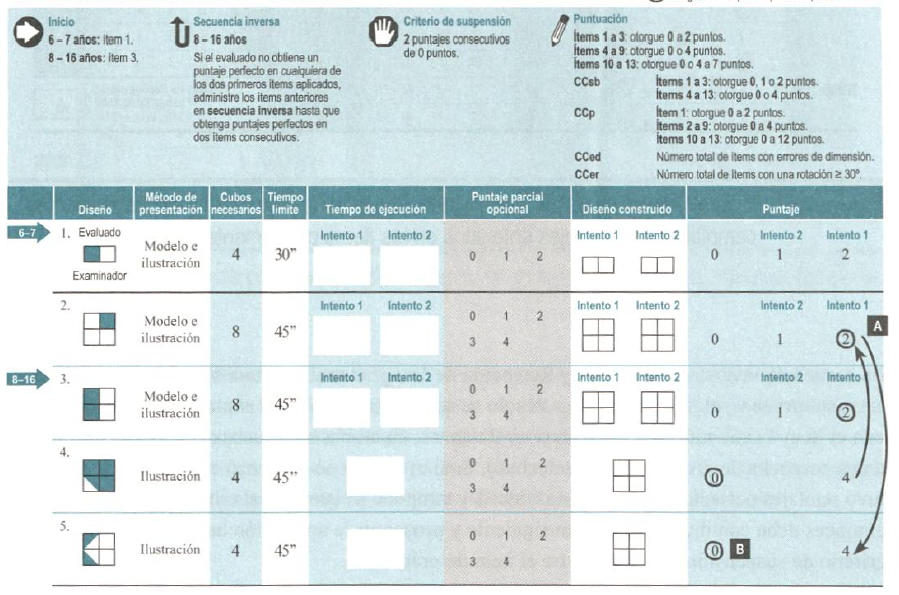 Inicio
6 – 7 años: ítem 1.
8 – 16 años: ítem 3.
Secuencia inversa
8 – 16 años
Si el evaluado no obtiene un
puntaje perfecto en cualquiera de
los dos primeros ítems aplicados,
administre los ítems anteriores
en secuencia inversa hasta que
obtenga puntajes perfectos en
dos ítems consecutivos.
Criterio de suspensión
2 puntajes consecutivos
de 0 puntos.
Puntuación
Ítems 1 a 3: otorgue 0 a 2 puntos.
Ítems 4 a 9: otorgue 0 o 4 puntos.
Ítems 10 a 13: otorgue 0 o 4 a 7 puntos.
CCsb Ítems 1 a 3: otorgue 0, 1 o 2 puntos.
Ítems 4 a 13: otorgue 0 o 4 puntos.
CCp Ítem 1: otorgue 0 a 2 puntos.
Ítems 2 a 9: otorgue 0 a 4 puntos.
Ítems 10 a 13: otorgue 0 a 12 puntos.
CCed Número total de ítems con errores de dimensión.
CCer Número total de ítems con una rotación ≥ 30°.
Diseño Método de presentación Cubos necesarios Tiempo límite Tiempo de ejecución Puntaje parcial opcional Diseño construido Puntaje
6–7 1. Evaluado Intento 1 Intento 2 Intento 1 Intento 2 Intento 2 Intento 1
Modelo e ilustración 4 30” 0 1 2 0 1 2
Examinador
2. Intento 1 Intento 2 Intento 1 Intento 2 Intento 2 Intento 1 A
Modelo e ilustración 8 45” 0 1 2 3 4 0 1 2
8–16 3. Intento 1 Intento 2 Intento 1 Intento 2 Intento 2 Intento
Modelo e ilustración 8 45” 0 1 2 3 4 0 1 2
4.
Ilustración 4 45” 0 1 2 3 4 0 4
5.
Ilustración 4 45” 0 1 2 3 4 0 B 4